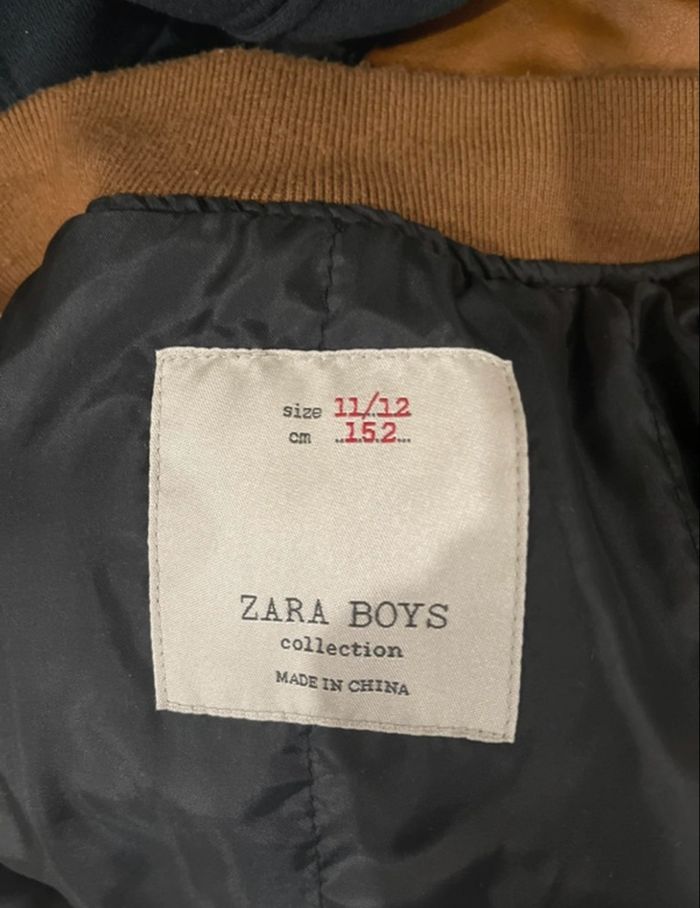 size 11/12
cm ..152...
ZARA BOYS
collection
MADE IN CHINA